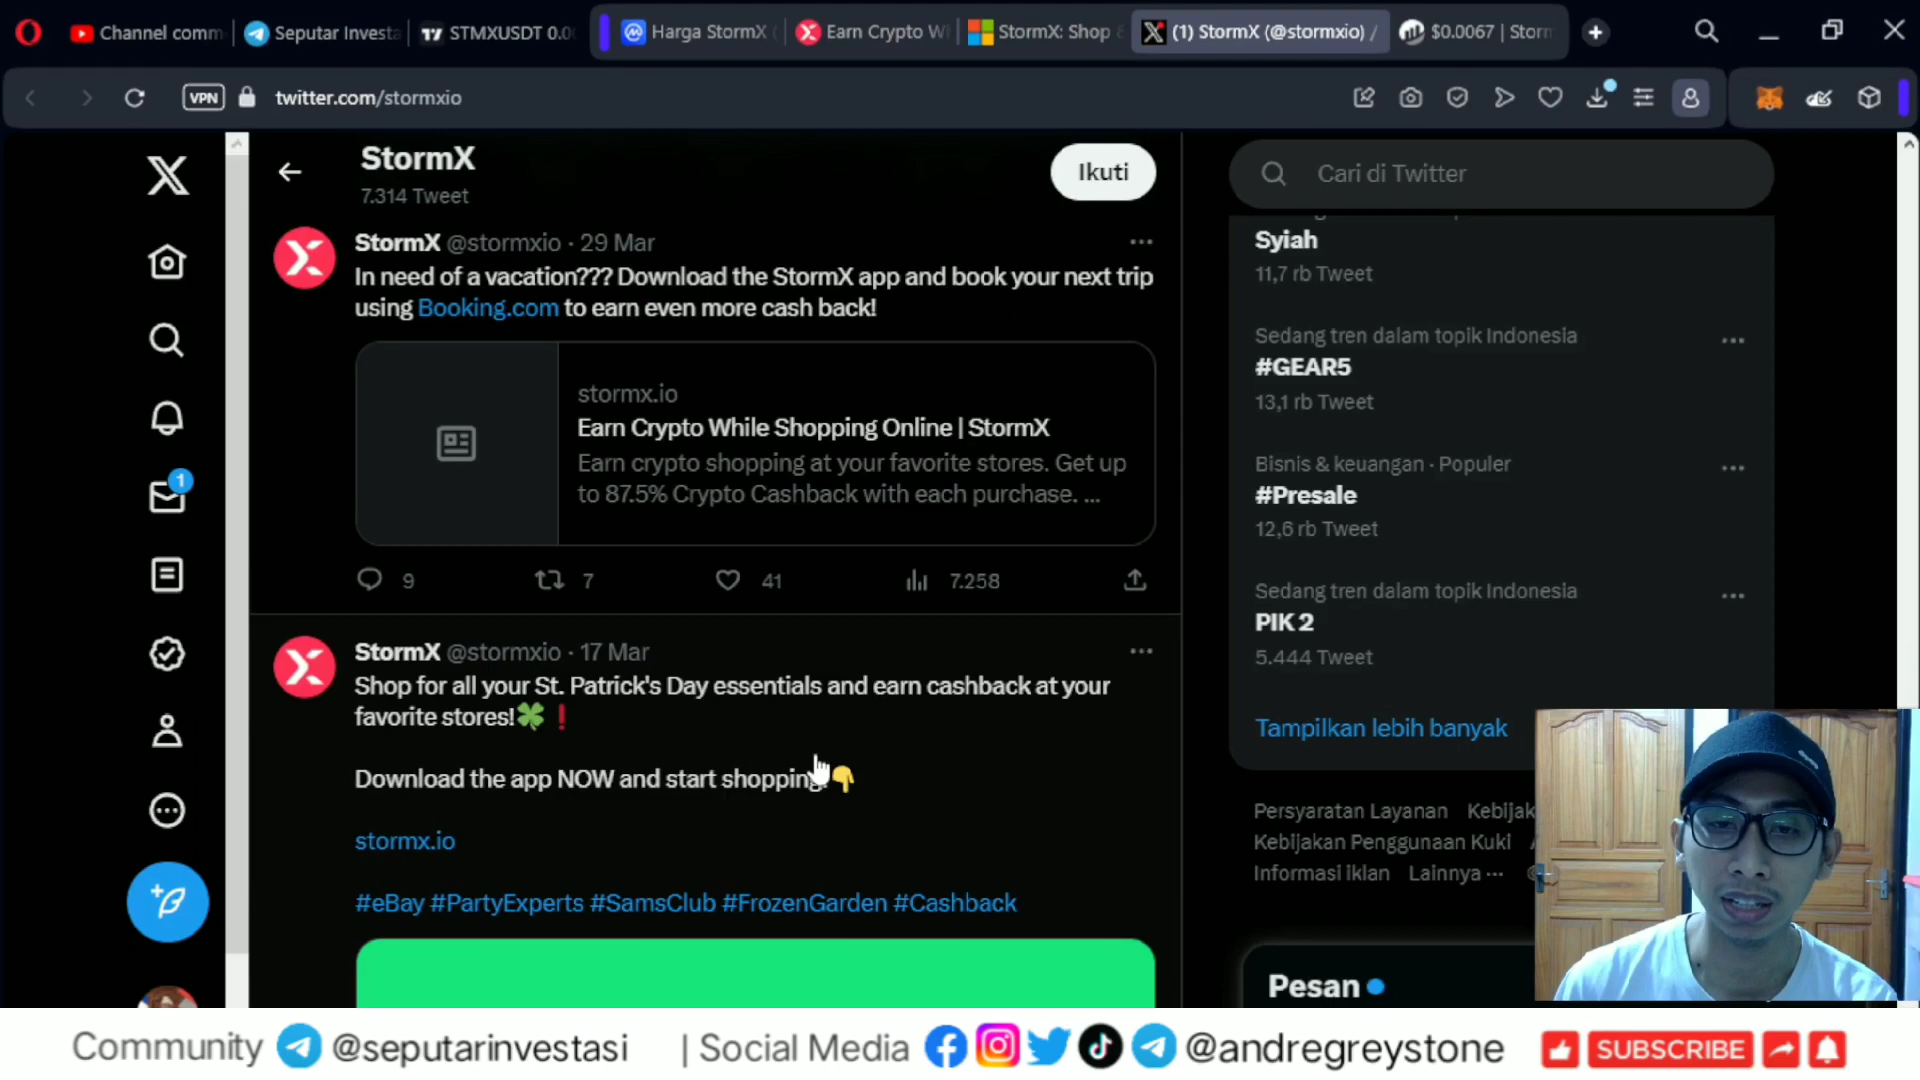 Channel comm
Seputar Investa
STMXUSDT 0.0
Harga StormX (
Earn Crypto W
StormX: Shop
(1) StormX (@stormxio) /
$0.0067 | Storm
VPN
twitter.com/stormxio
StormX
7.314 Tweet
Ikuti
Cari di Twitter
StormX @stormxio · 29 Mar
In need of a vacation??? Download the StormX app and book your next trip
using Booking.com to earn even more cash back!
stormx.io
Earn Crypto While Shopping Online | StormX
Earn crypto shopping at your favorite stores. Get up
to 87.5% Crypto Cashback with each purchase. ...
9
7
41
7.258
1
StormX @stormxio · 17 Mar
Shop for all your St. Patrick's Day essentials and earn cashback at your
favorite stores!🍀❗
Download the app NOW and start shopping👇
stormx.io
#eBay #PartyExperts #SamsClub #FrozenGarden #Cashback
Syiah
11,7 rb Tweet
Sedang tren dalam topik Indonesia
#GEAR5
13,1 rb Tweet
Bisnis & keuangan · Populer
#Presale
12,6 rb Tweet
Sedang tren dalam topik Indonesia
PIK 2
5.444 Tweet
Tampilkan lebih banyak
Persyaratan Layanan Kebijak
Kebijakan Penggunaan Kuki
Informasi iklan Lainnya ···
Pesan
Community @seputarinvestasi | Social Media @andregreystone SUBSCRIBE